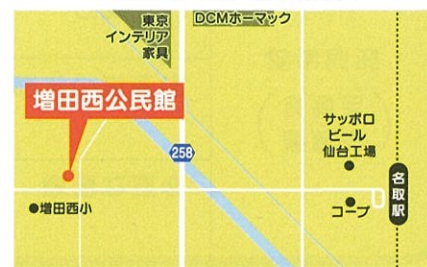 東京
インテリア
家具
DCMホーマック
増田西公民館
258
サッポロ
ビール
仙台工場
名取駅
●増田西小
コープ